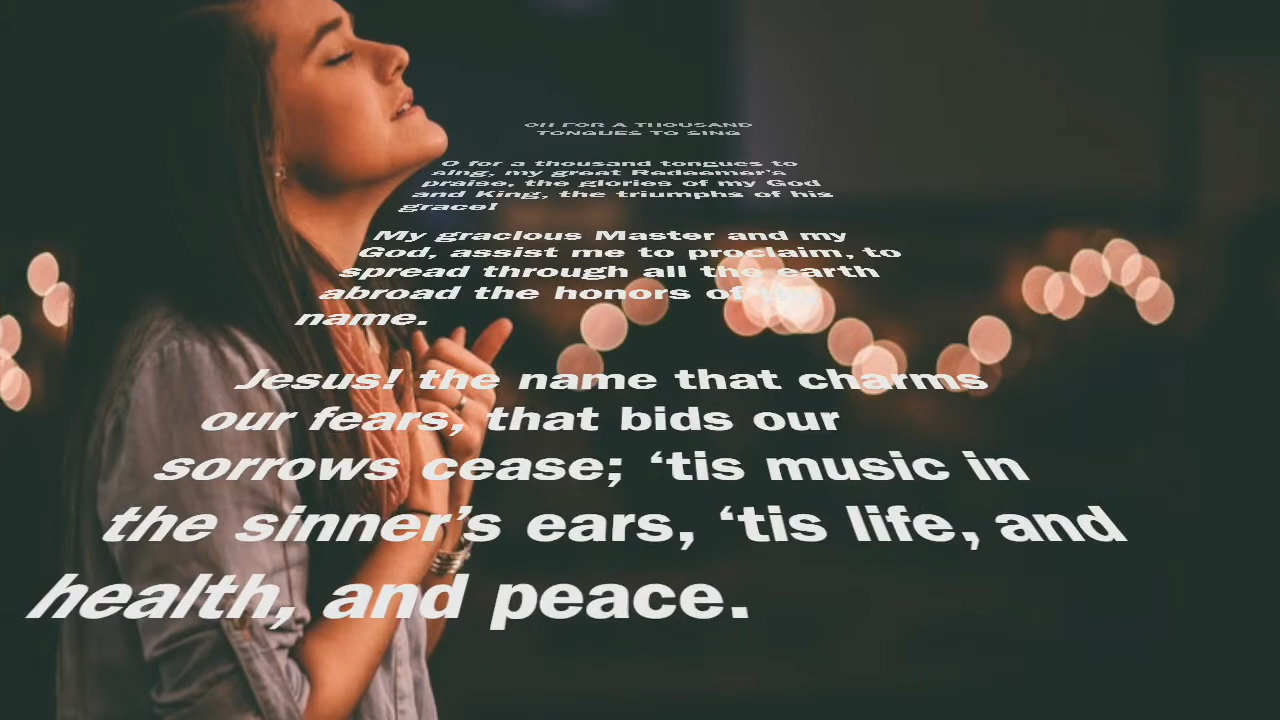 OH FOR A THOUSAND
TONGUES TO SING
O for a thousand tongues to
sing, my great Redeemer's
praise, the glories of my God
and King, the triumphs of his
grace!
My gracious Master and my
God, assist me to proclaim, to
spread through all the earth
abroad the honors of thy
name.
Jesus! the name that charms
our fears, that bids our
sorrows cease; ‘tis music in
the sinner’s ears, ‘tis life, and
health, and peace.